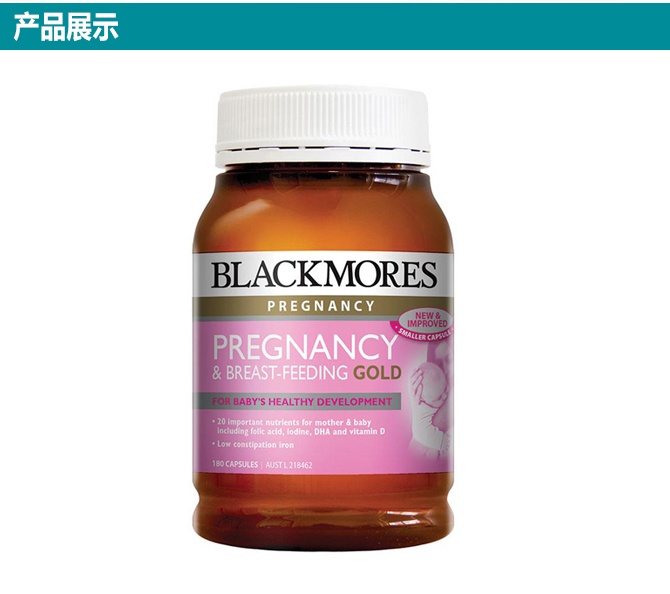 产品展示
BLACKMORES
PREGNANCY
NEW &
IMPROVED
• SMALLER CAPSULE
PREGNANCY
& BREAST-FEEDING GOLD
FOR BABY'S HEALTHY DEVELOPMENT
• 20 important nutrients for mother & baby
including folic acid, iodine, DHA and vitamin D
• Low constipation iron
180 CAPSULES | AUST L 218462